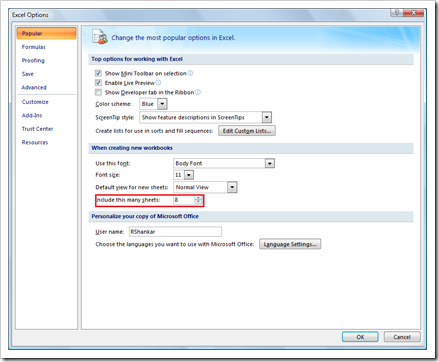 Excel Options
Popular
Formulas
Proofing
Save
Advanced
Customize
Add-Ins
Trust Center
Resources
Change the most popular options in Excel.
Top options for working with Excel
Show Mini Toolbar on selection
Enable Live Preview
Show Developer tab in the Ribbon
Color scheme: Blue
ScreenTip style: Show feature descriptions in ScreenTips
Create lists for use in sorts and fill sequences: Edit Custom Lists...
When creating new workbooks
Use this font: Body Font
Font size: 11
Default view for new sheets: Normal View
Include this many sheets: 8
Personalize your copy of Microsoft Office
User name: RShankar
Choose the languages you want to use with Microsoft Office: Language Settings...
OK Cancel